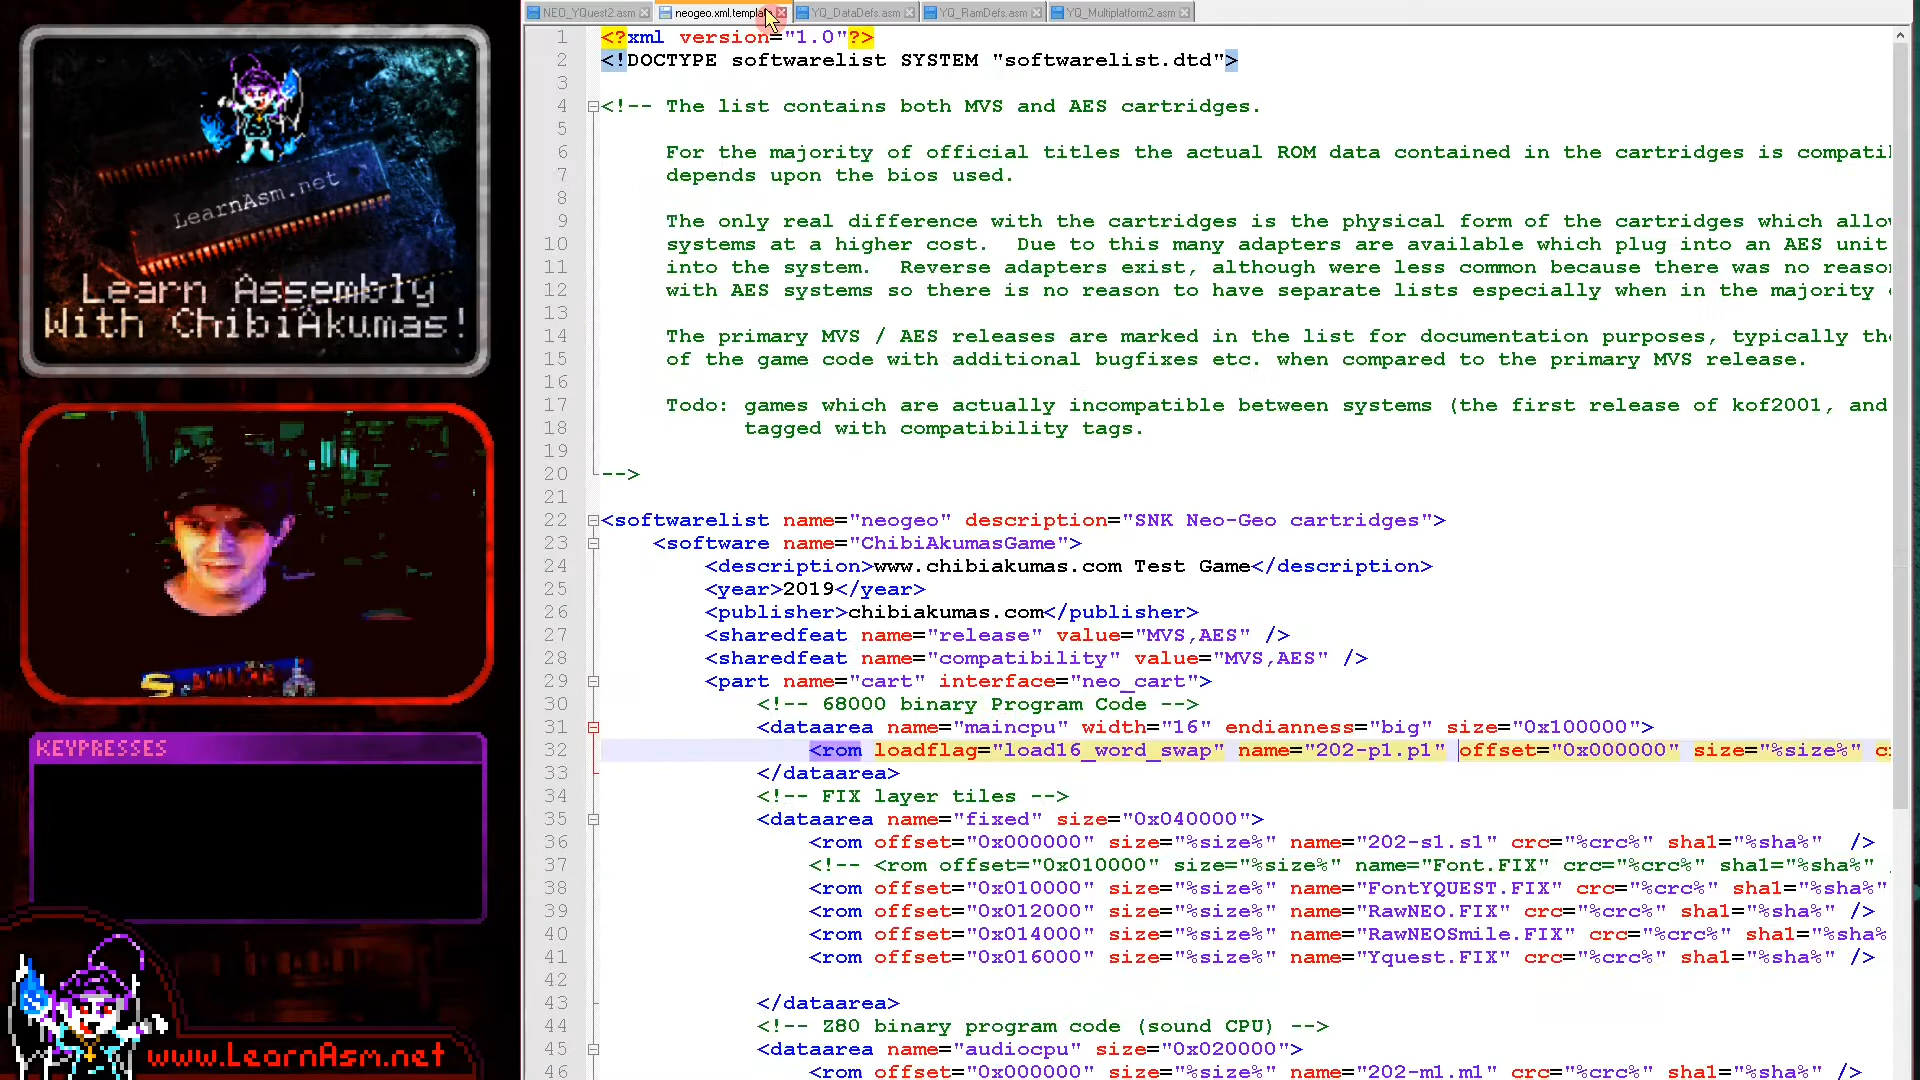 NEO_YQuest2.asm
neogeo.xml.template
YQ_DataDefs.asm
YQ_RamDefs.asm
YQ_Multiplatform2.asm
LearnAsm.net
Learn Assembly
With ChibiAkumas!
KEYPRESSES
www.LearnAsm.net
1 <?xml version="1.0"?>
2 <!DOCTYPE softwarelist SYSTEM "softwarelist.dtd">
3
4 <!-- The list contains both MVS and AES cartridges.
5
6 For the majority of official titles the actual ROM data contained in the cartridges is
7 depends upon the bios used.
8
9 The only real difference with the cartridges is the physical form of the cartridges which
10 systems at a higher cost. Due to this many adapters are available which plug into an AES unit
11 into the system. Reverse adapters exist, although were less common because there was no
12 with AES systems so there is no reason to have separate lists especially when in the majority
13
14 The primary MVS / AES releases are marked in the list for documentation purposes, typically
15 of the game code with additional bugfixes etc. when compared to the primary MVS release.
16
17 Todo: games which are actually incompatible between systems (the first release of kof2001, and
18 tagged with compatibility tags.
19
20 -->
21
22 <softwarelist name="neogeo" description="SNK Neo-Geo cartridges">
23 <software name="ChibiAkumasGame">
24 <description>www.chibiakumas.com Test Game</description>
25 <year>2019</year>
26 <publisher>chibiakumas.com</publisher>
27 <sharedfeat name="release" value="MVS,AES" />
28 <sharedfeat name="compatibility" value="MVS,AES" />
29 <part name="cart" interface="neo_cart">
30 <!-- 68000 binary Program Code -->
31 <dataarea name="maincpu" width="16" endianness="big" size="0x100000">
32 <rom loadflag="load16_word_swap" name="202-p1.p1" offset="0x000000" size="%size%"
33 </dataarea>
34 <!-- FIX layer tiles -->
35 <dataarea name="fixed" size="0x040000">
36 <rom offset="0x000000" size="%size%" name="202-s1.s1" crc="%crc%" sha1="%sha%" />
37 <!-- <rom offset="0x010000" size="%size%" name="Font.FIX" crc="%crc%" sha1="%sha%"
38 <rom offset="0x010000" size="%size%" name="FontYQUEST.FIX" crc="%crc%" sha1="%sha%"
39 <rom offset="0x012000" size="%size%" name="RawNEO.FIX" crc="%crc%" sha1="%sha%" />
40 <rom offset="0x014000" size="%size%" name="RawNEOSmile.FIX" crc="%crc%" sha1="%sha%
41 <rom offset="0x016000" size="%size%" name="Yquest.FIX" crc="%crc%" sha1="%sha%" />
42
43 </dataarea>
44 <!-- Z80 binary program code (sound CPU) -->
45 <dataarea name="audiocpu" size="0x020000">
46 <rom offset="0x000000" size="%size%" name="202-m1.m1" crc="%crc%" sha1="%sha%" />